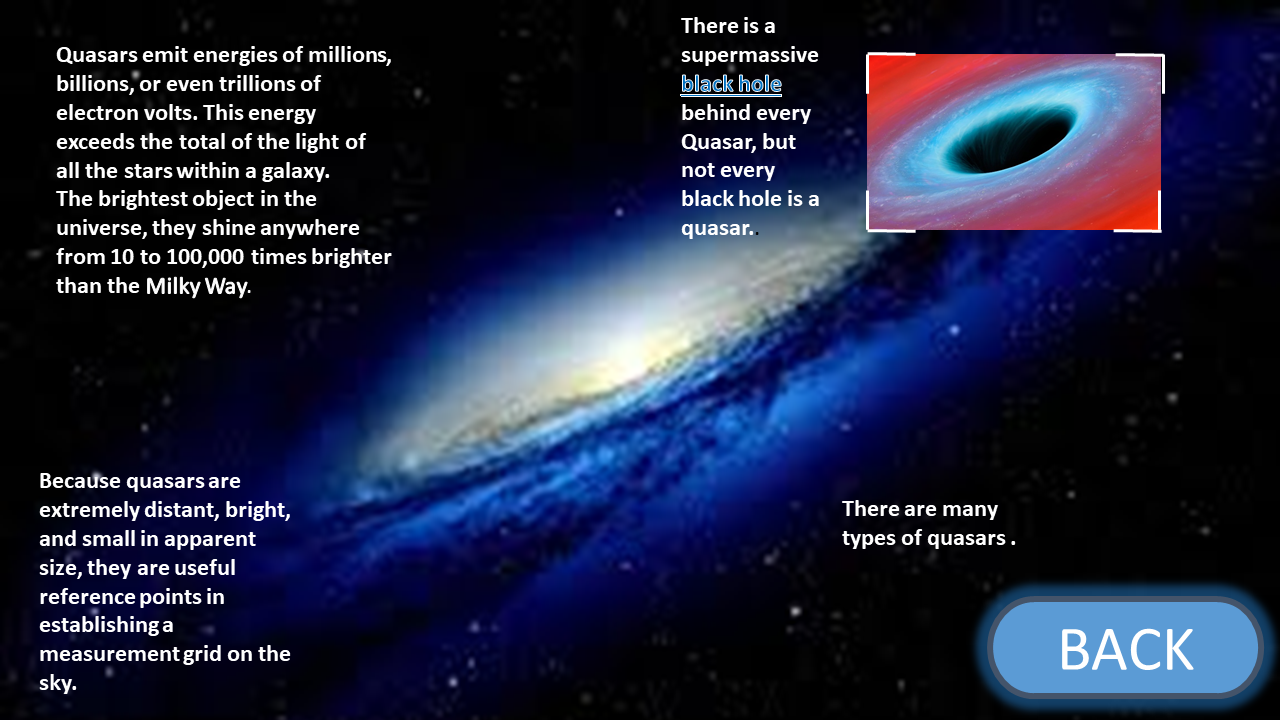 Quasars emit energies of millions,
billions, or even trillions of
electron volts. This energy
exceeds the total of the light of
all the stars within a galaxy.
The brightest object in the
universe, they shine anywhere
from 10 to 100,000 times brighter
than the Milky Way.
There is a
supermassive
black hole
behind every
Quasar, but
not every
black hole is a
quasar..
Because quasars are
extremely distant, bright,
and small in apparent
size, they are useful
reference points in
establishing a
measurement grid on the
sky.
There are many
types of quasars .
BACK